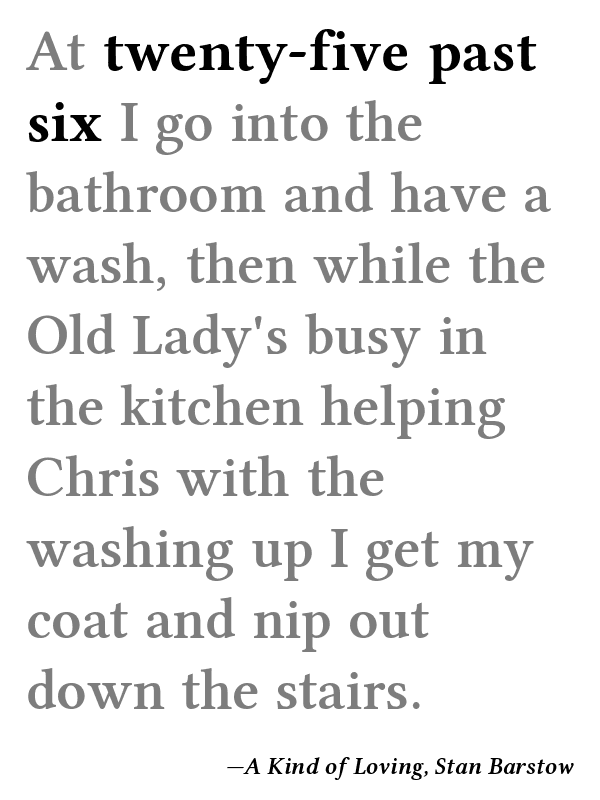 At twenty-five past
six I go into the
bathroom and have a
wash, then while the
Old Lady's busy in
the kitchen helping
Chris with the
washing up I get my
coat and nip out
down the stairs.
—A Kind of Loving, Stan Barstow